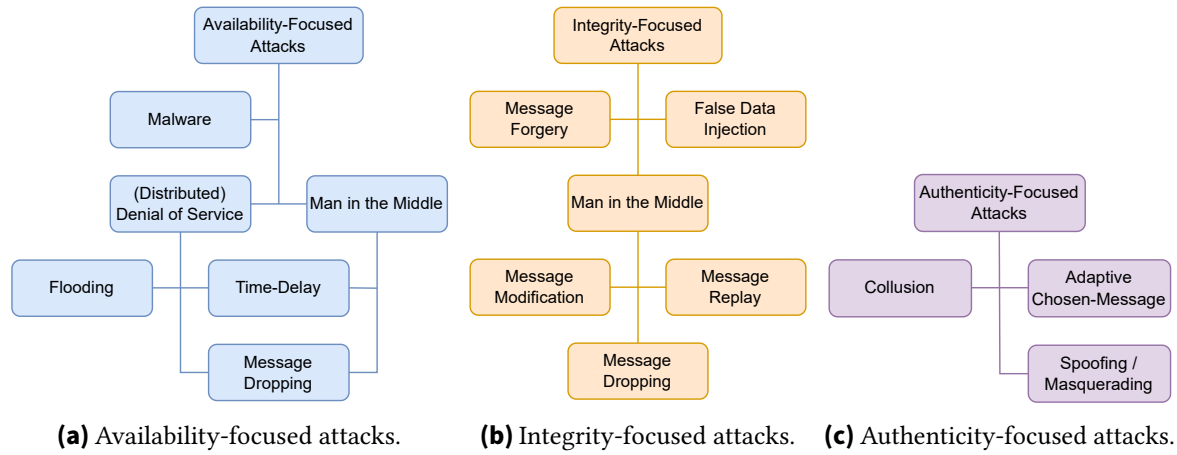 Availability-Focused
Attacks
Malware
(Distributed)
Denial of Service
Man in the Middle
Flooding
Time-Delay
Message
Dropping
(a) Availability-focused attacks.
Integrity-Focused
Attacks
Message
Forgery
False Data
Injection
Man in the Middle
Message
Modification
Message
Replay
Message
Dropping
(b) Integrity-focused attacks.
Authenticity-Focused
Attacks
Collusion
Adaptive
Chosen-Message
Spoofing /
Masquerading
(c) Authenticity-focused attacks.